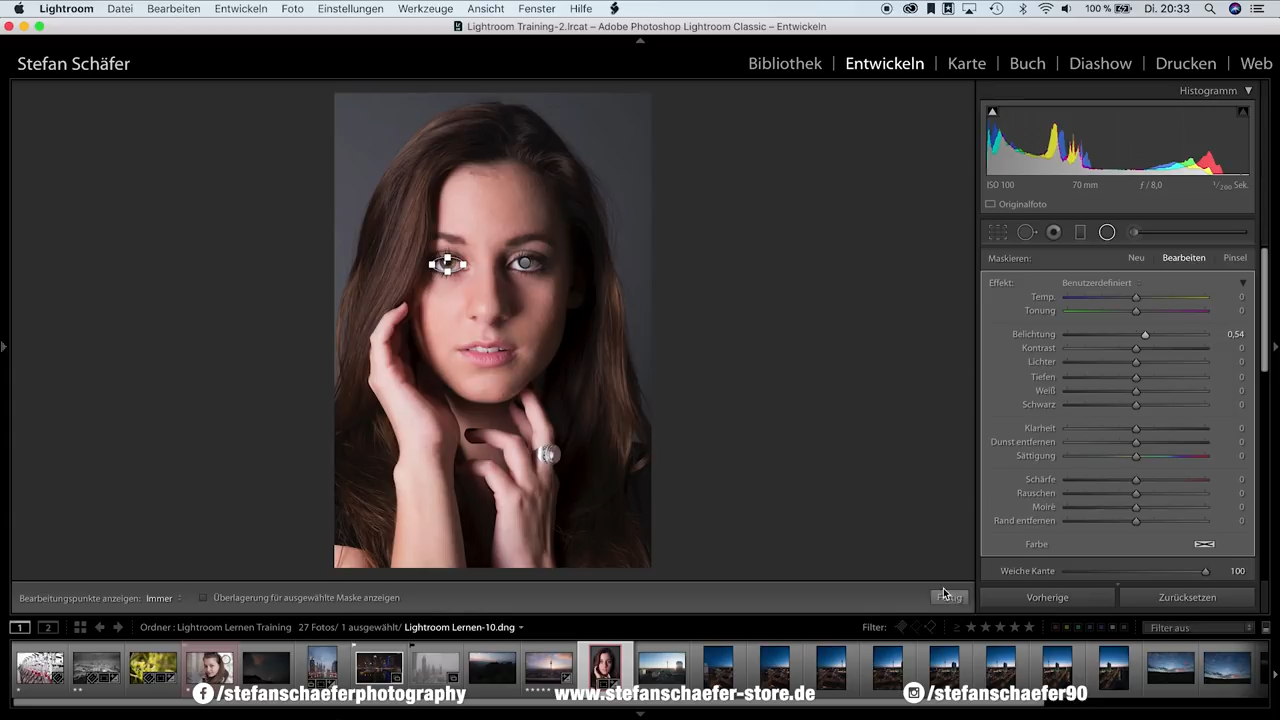 Lightroom Datei Bearbeiten Entwickeln Foto Einstellungen Werkzeuge Ansicht Fenster Hilfe 100 % Di. 20:33
Lightroom Training-2.lrcat – Adobe Photoshop Lightroom Classic – Entwickeln
Stefan Schäfer
Bibliothek Entwickeln Karte Buch Diashow Drucken Web
Histogramm
ISO 100 70 mm ƒ / 8,0 1/200 Sek.
Originalfoto
Maskieren: Neu Bearbeiten Pinsel
Effekt: Benutzerdefiniert
Temp. 0
Tonung 0
Belichtung 0,54
Kontrast 0
Lichter 0
Tiefen 0
Weiß 0
Schwarz 0
Klarheit 0
Dunst entfernen 0
Sättigung 0
Schärfe 0
Rauschen 0
Moiré 0
Rand entfernen 0
Farbe
Weiche Kante 100
Bearbeitungspunkte anzeigen: Immer Überlagerung für ausgewählte Maske anzeigen Fertig
Vorherige Zurücksetzen
1 2 Ordner : Lightroom Lernen Training 27 Fotos/ 1 ausgewählt/ Lightroom Lernen-10.dng Filter: Filter aus
/stefanschaeferphotography www.stefanschaefer-store.de /stefanschaefer90